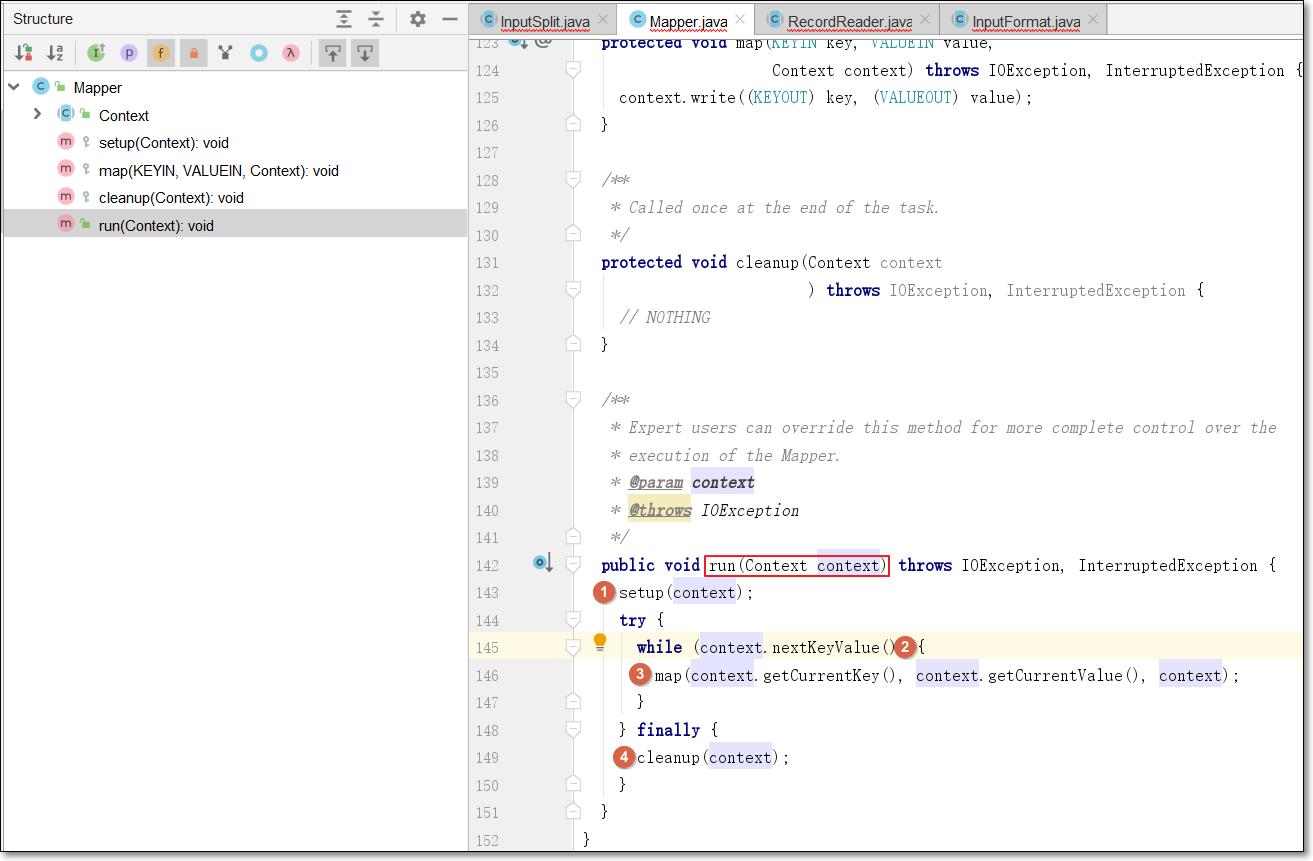 Structure
Mapper
Context
setup(Context): void
map(KEYIN, VALUEIN, Context): void
cleanup(Context): void
run(Context): void
InputSplit.java
Mapper.java
RecordReader.java
InputFormat.java
123 protected void map(KEYIN key, VALUEIN value,
124 Context context) throws IOException, InterruptedException {
125 context.write((KEYOUT) key, (VALUEOUT) value);
126 }
127
128 /**
129 * Called once at the end of the task.
130 */
131 protected void cleanup(Context context
132 ) throws IOException, InterruptedException {
133 // NOTHING
134 }
135
136 /**
137 * Expert users can override this method for more complete control over the
138 * execution of the Mapper.
139 * @param context
140 * @throws IOException
141 */
142 public void run(Context context) throws IOException, InterruptedException {
143 1 setup(context);
144 try {
145 while (context.nextKeyValue() 2 {
146 3 map(context.getCurrentKey(), context.getCurrentValue(), context);
147 }
148 } finally {
149 4 cleanup(context);
150 }
151 }
152 }